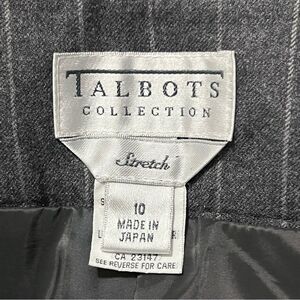 TALBOTS
COLLECTION
Stretch
10
MADE IN
JAPAN
CA 23147
SEE REVERSE FOR CARE